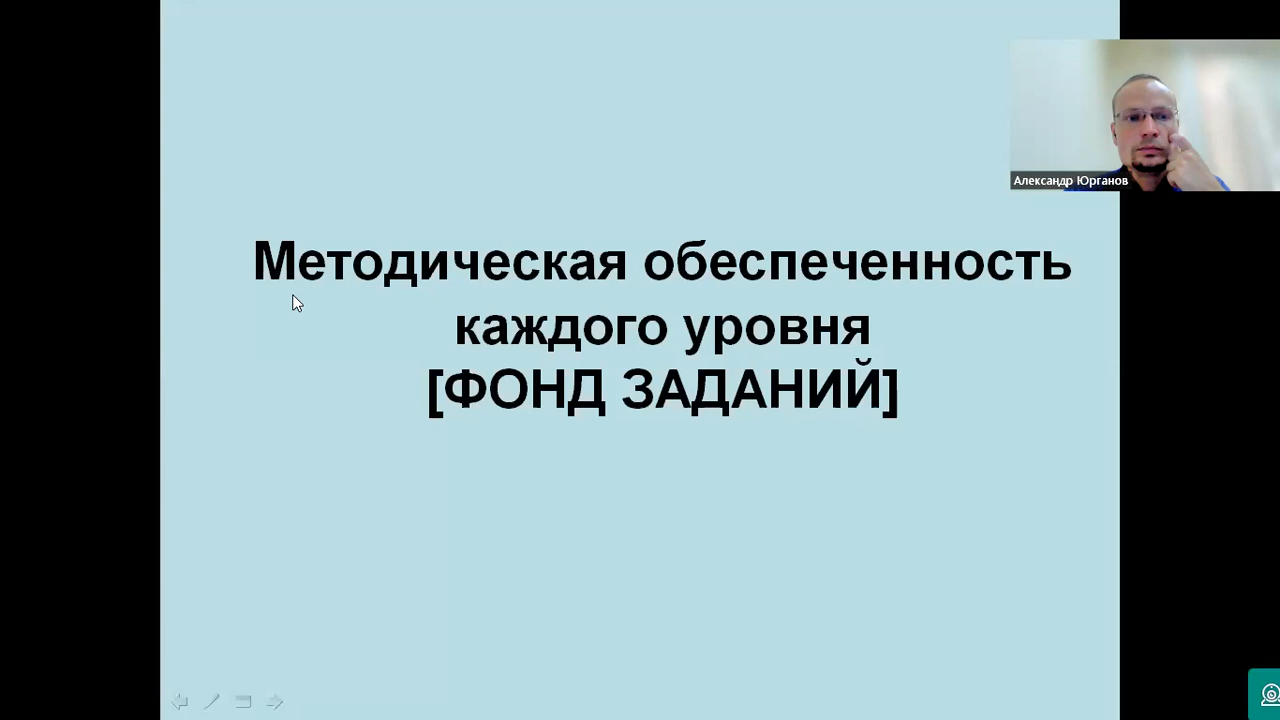 Методическая обеспеченность
каждого уровня
[ФОНД ЗАДАНИЙ]
Александр Юрганов